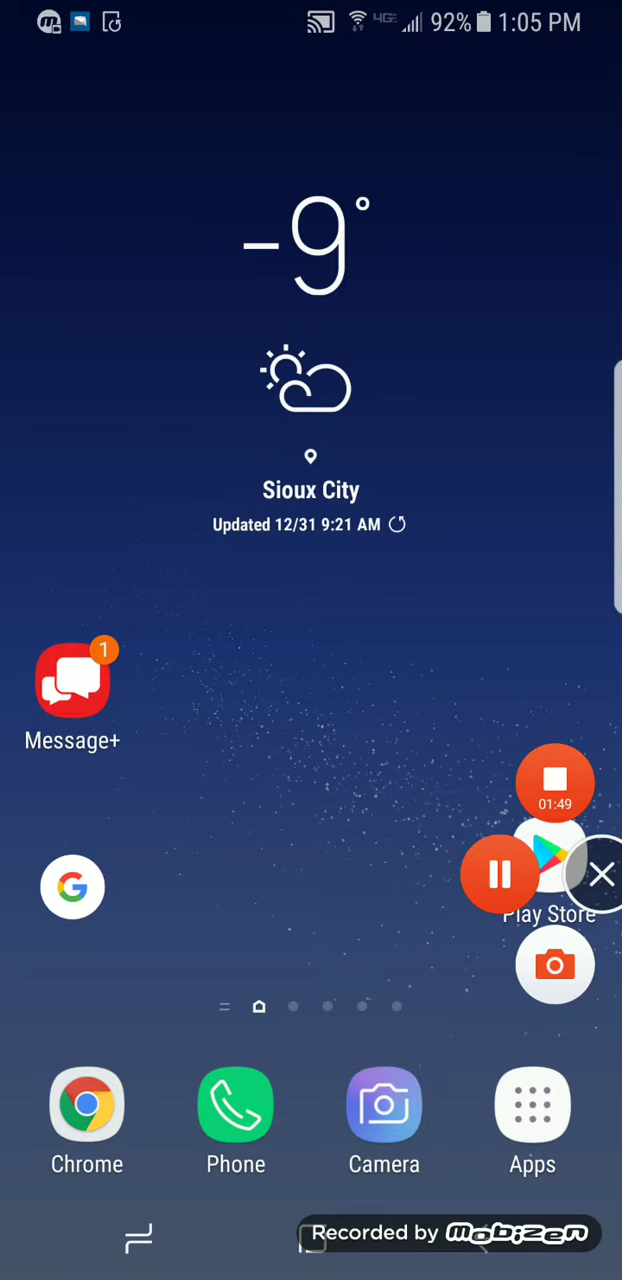 4G 92% 1:05 PM
-9°
Sioux City
Updated 12/31 9:21 AM
1
Message+
01:49
G
Play Store
Chrome
Phone
Camera
Apps
Recorded by mobizen